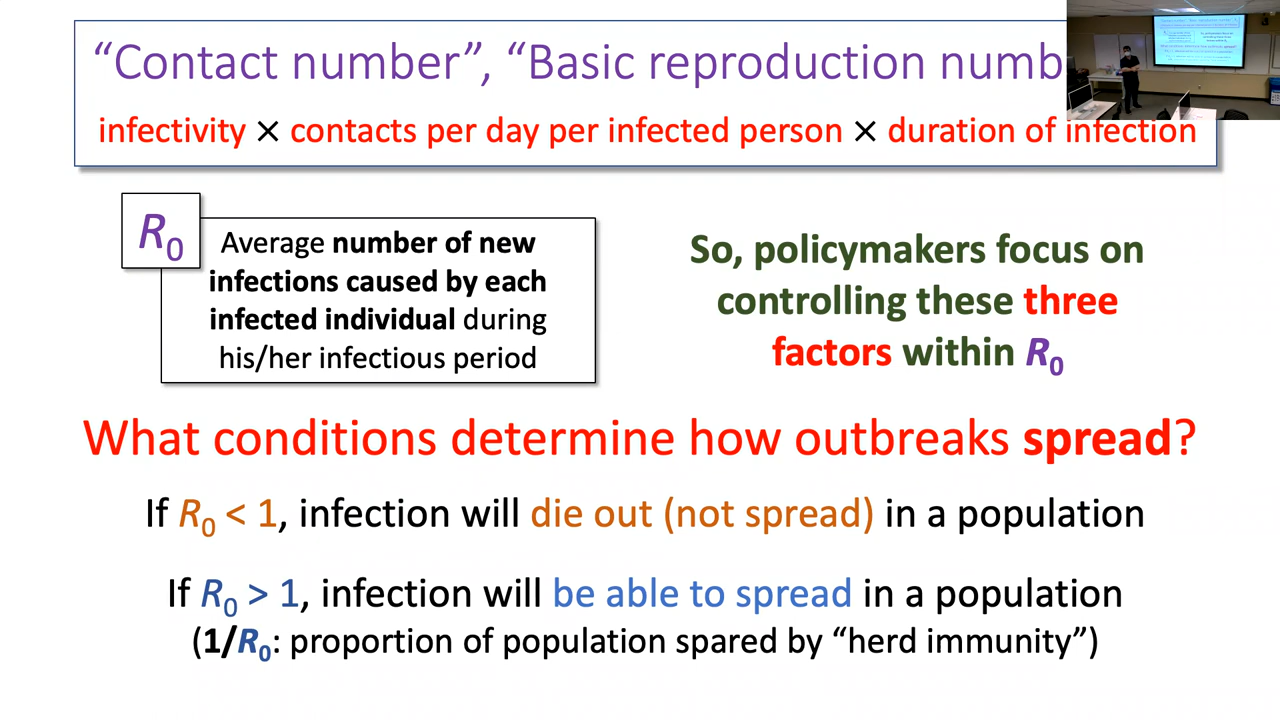 “Contact number”, “Basic reproduction numb
infectivity × contacts per day per infected person × duration of infection
R₀
Average number of new
infections caused by each
infected individual during
his/her infectious period
So, policymakers focus on
controlling these three
factors within R₀
What conditions determine how outbreaks spread?
If R₀ < 1, infection will die out (not spread) in a population
If R₀ > 1, infection will be able to spread in a population
(1/R₀: proportion of population spared by “herd immunity”)